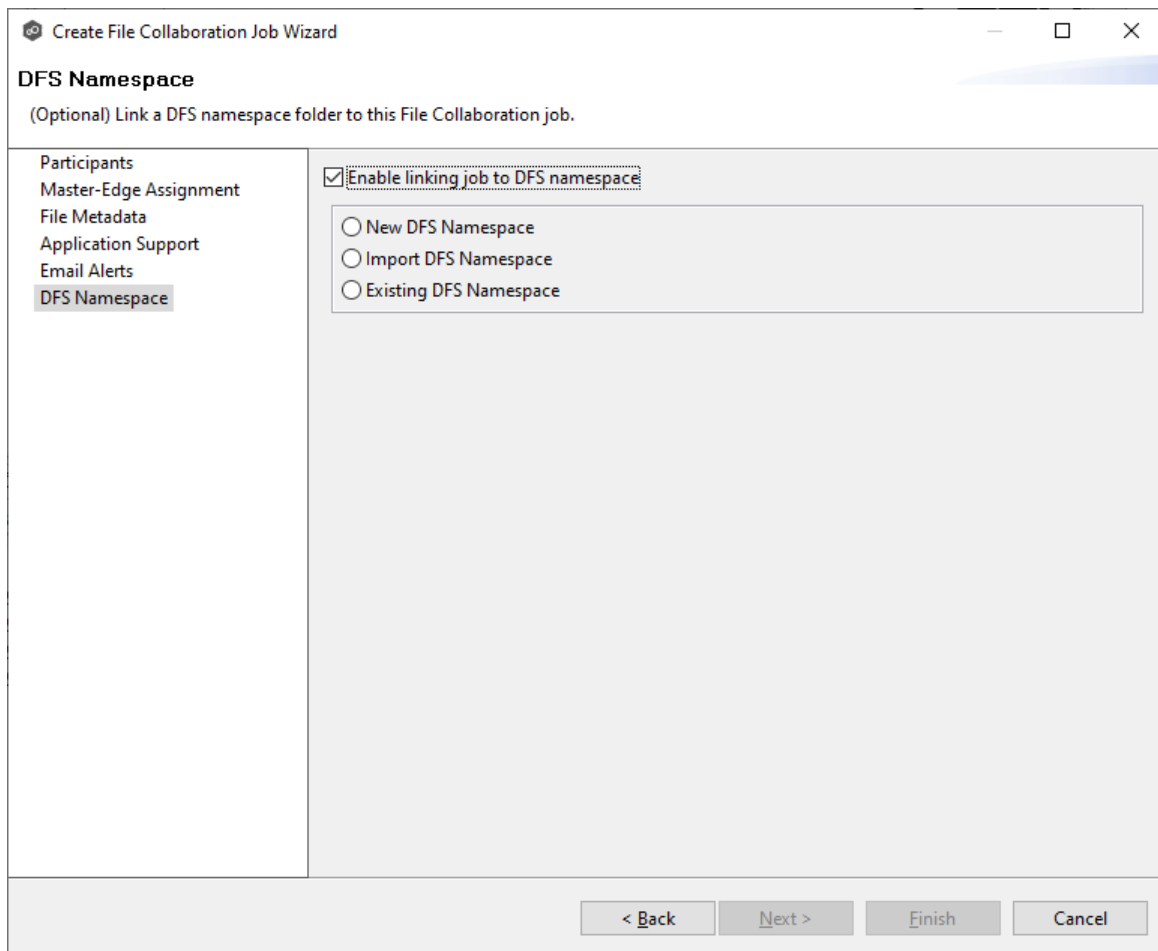 Create File Collaboration Job Wizard
DFS Namespace
(Optional) Link a DFS namespace folder to this File Collaboration job.
Participants
Master-Edge Assignment
File Metadata
Application Support
Email Alerts
DFS Namespace
Enable linking job to DFS namespace
New DFS Namespace
Import DFS Namespace
Existing DFS Namespace
< Back Next > Finish Cancel